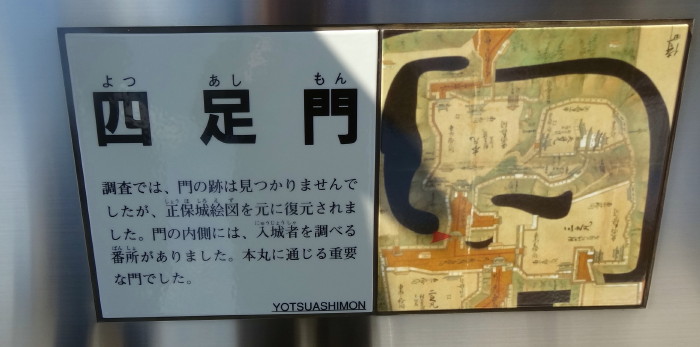 よつ あし もん
四足門
調査では、門の跡は見つかりませんで
したが、正保城絵図を元に復元されま
した。門の内側には、入城者を調べる
番所がありました。本丸に通じる重要
な門でした。
YOTSUASHIMON